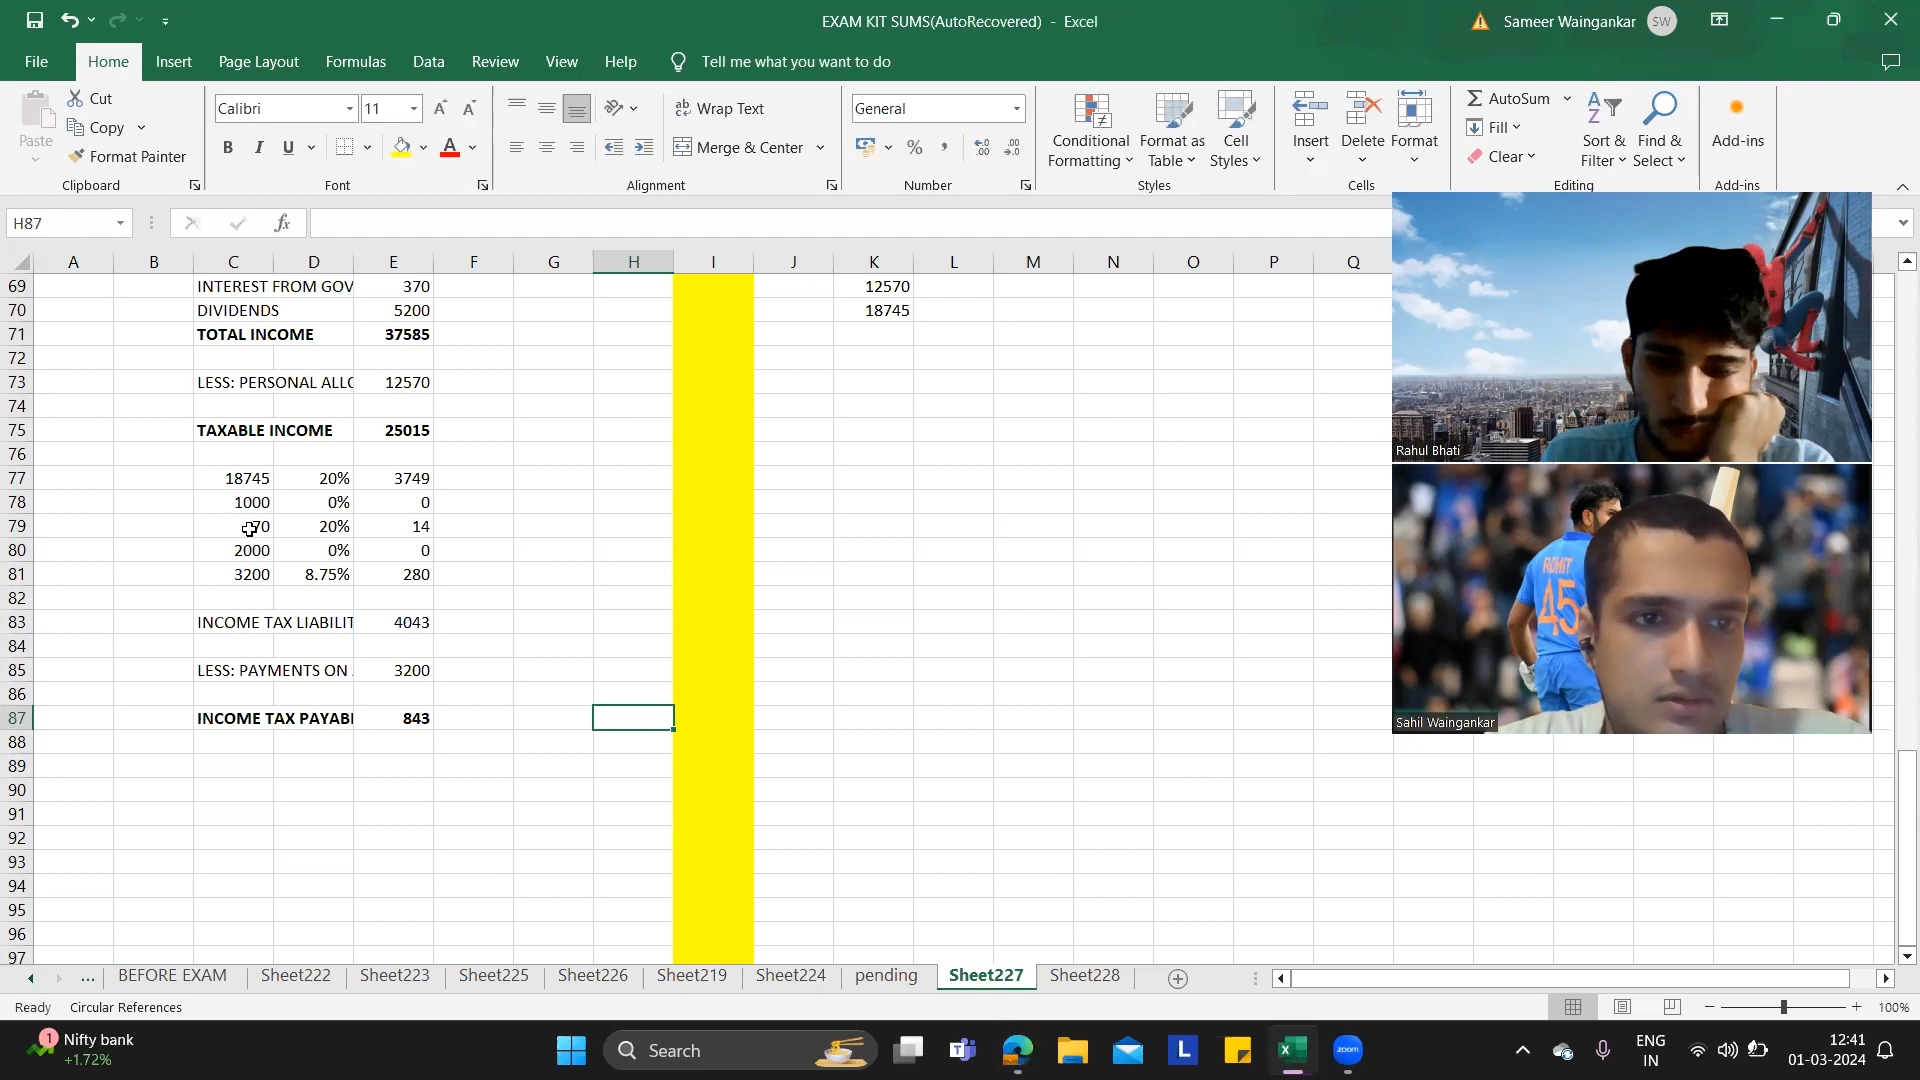 EXAM KIT SUMS(AutoRecovered) - Excel
Sameer Waingankar
SW
File Home Insert Page Layout Formulas Data Review View Help Tell me what you want to do
Paste
Cut
Copy
Format Painter
Clipboard
Calibri 11
B I U
Font
Wrap Text
Merge & Center
Alignment
General
Number
Conditional Formatting
Format as Table
Cell Styles
Styles
Insert Delete Format
Cells
AutoSum
Fill
Clear
Sort & Filter
Find & Select
Editing
Add-ins
Add-ins
H87
fx
A B C D E F G H I J K L M N O P Q
69 INTEREST FROM GOV 370 12570
70 DIVIDENDS 5200 18745
71 TOTAL INCOME 37585
72
73 LESS: PERSONAL ALLO 12570
74
75 TAXABLE INCOME 25015
76
77 18745 20% 3749
78 1000 0% 0
79 70 20% 14
80 2000 0% 0
81 3200 8.75% 280
82
83 INCOME TAX LIABILIT 4043
84
85 LESS: PAYMENTS ON 3200
86
87 INCOME TAX PAYABI 843
88
89
90
91
92
93
94
95
96
97
Rahul Bhati
ROHIT
45
Sahil Waingankar
... BEFORE EXAM Sheet222 Sheet223 Sheet225 Sheet226 Sheet219 Sheet224 pending Sheet227 Sheet228
Ready Circular References
100%
1
Nifty bank
+1.72%
Search
L
zoom
ENG
IN
12:41
01-03-2024